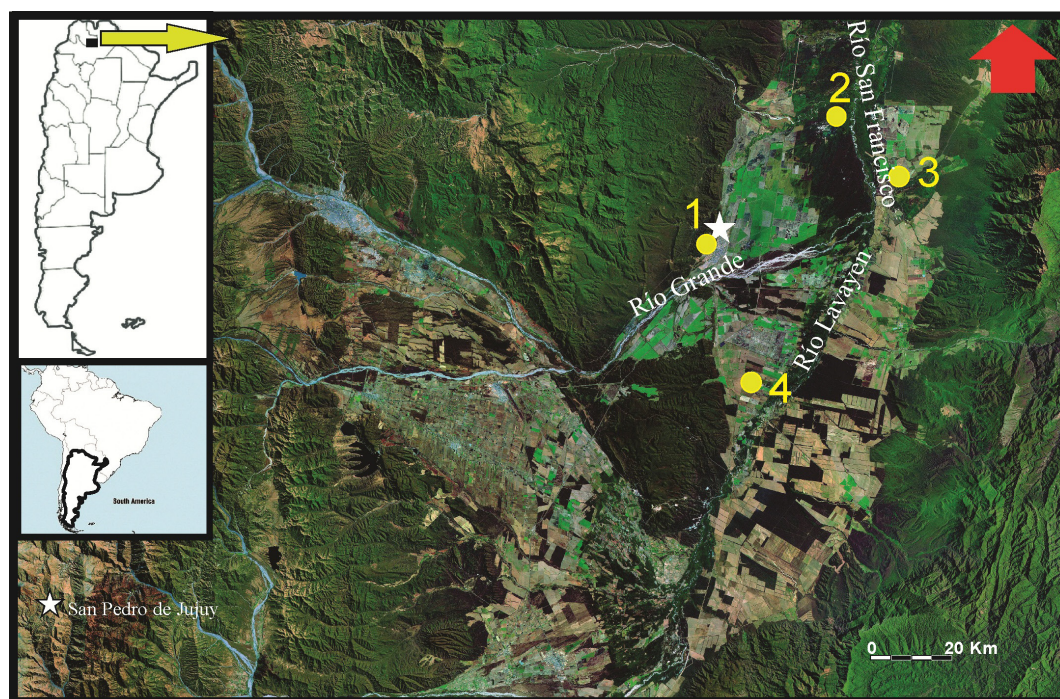 Río San Francisco
2
3
1
Río Grande
Río Lavayen
4
South America
San Pedro de Jujuy
0 20 Km